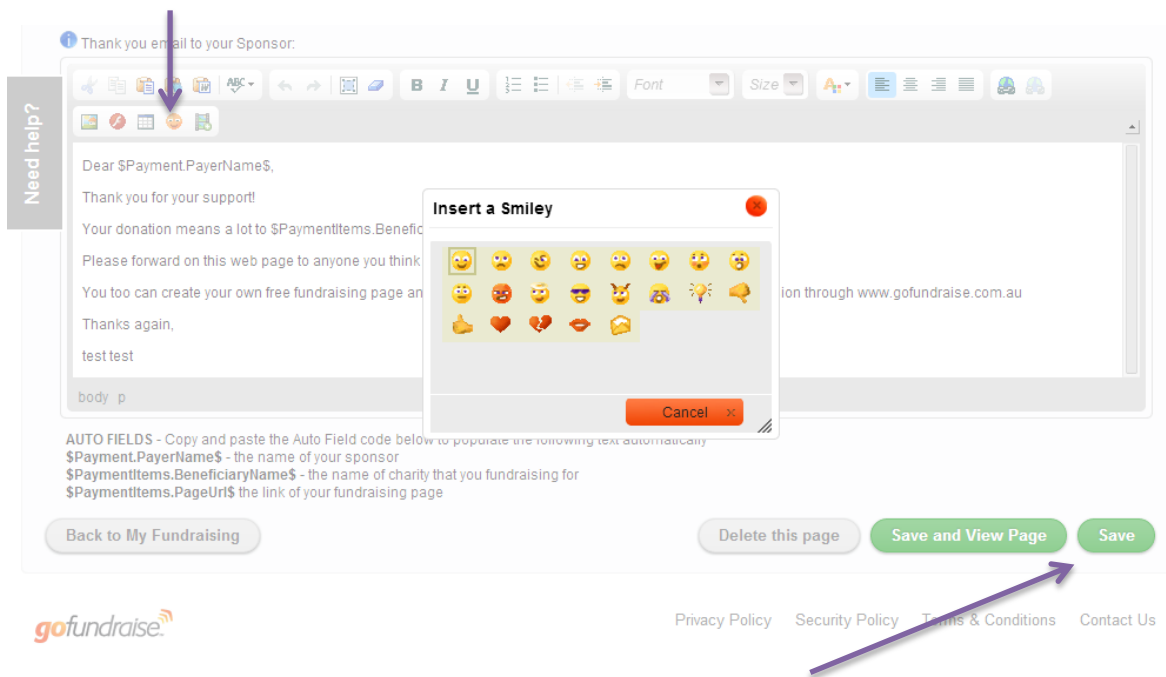 Thank you email to your Sponsor:
ABC
B I U
Font
Size
Need help?
Dear $Payment.PayerName$,
Thank you for your support!
Your donation means a lot to $PaymentItems.Benefic
Please forward on this web page to anyone you think
You too can create your own free fundraising page an
ion through www.gofundraise.com.au
Thanks again,
test test
body p
Insert a Smiley
Cancel
AUTO FIELDS - Copy and paste the Auto Field code below to populate the following text automatically
$Payment.PayerName$ - the name of your sponsor
$PaymentItems.BeneficiaryName$ - the name of charity that you fundraising for
$PaymentItems.PageUrl$ the link of your fundraising page
Back to My Fundraising
Delete this page
Save and View Page
Save
gofundraise
Privacy Policy
Security Policy
Terms & Conditions
Contact Us